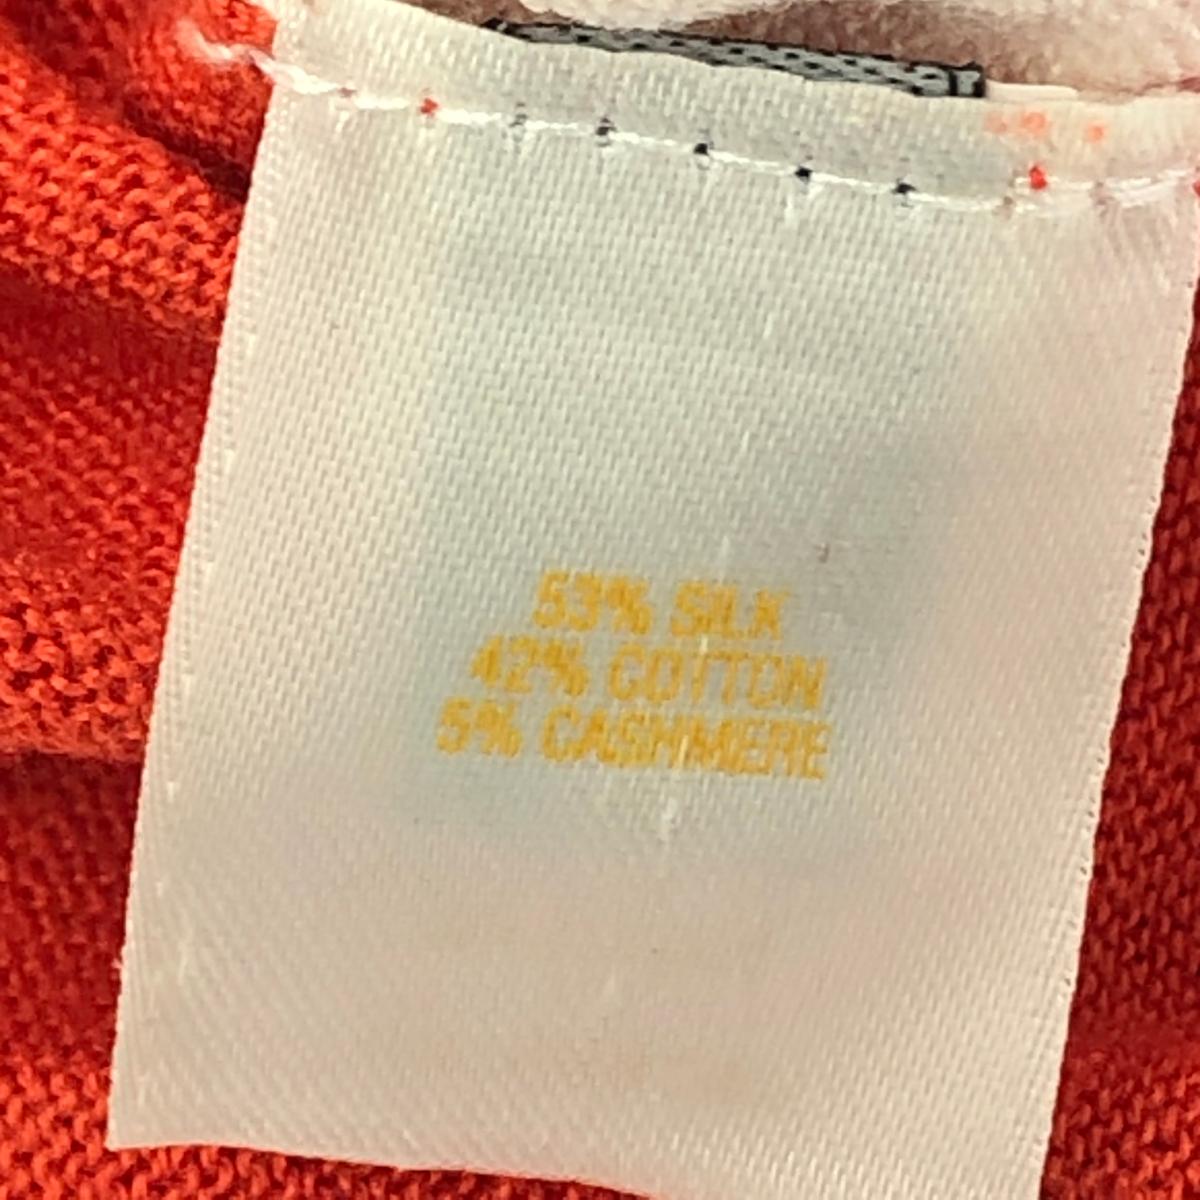 53% SILK
42% COTTON
5% CASHMERE